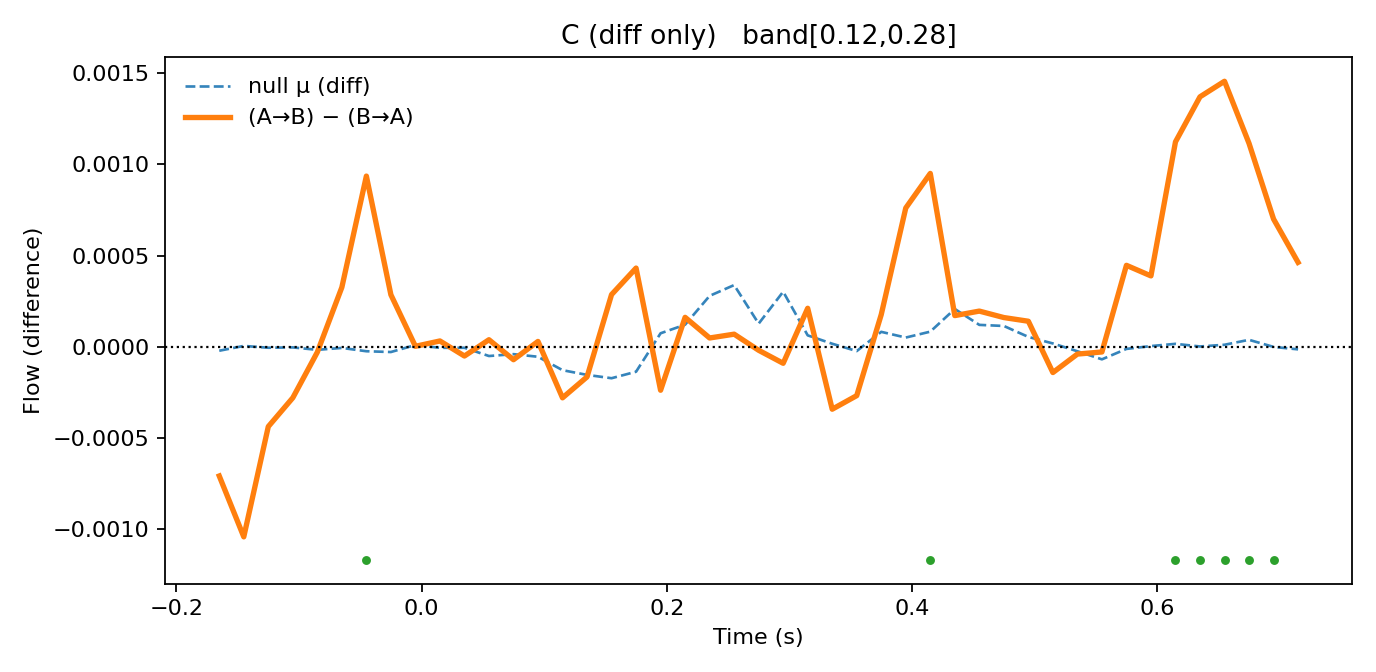 C (diff only)   band[0.12,0.28]
null μ (diff)
(A→B) − (B→A)
Flow (difference)
0.0015
0.0010
0.0005
0.0000
−0.0005
−0.0010
−0.2 0.0 0.2 0.4 0.6
Time (s)